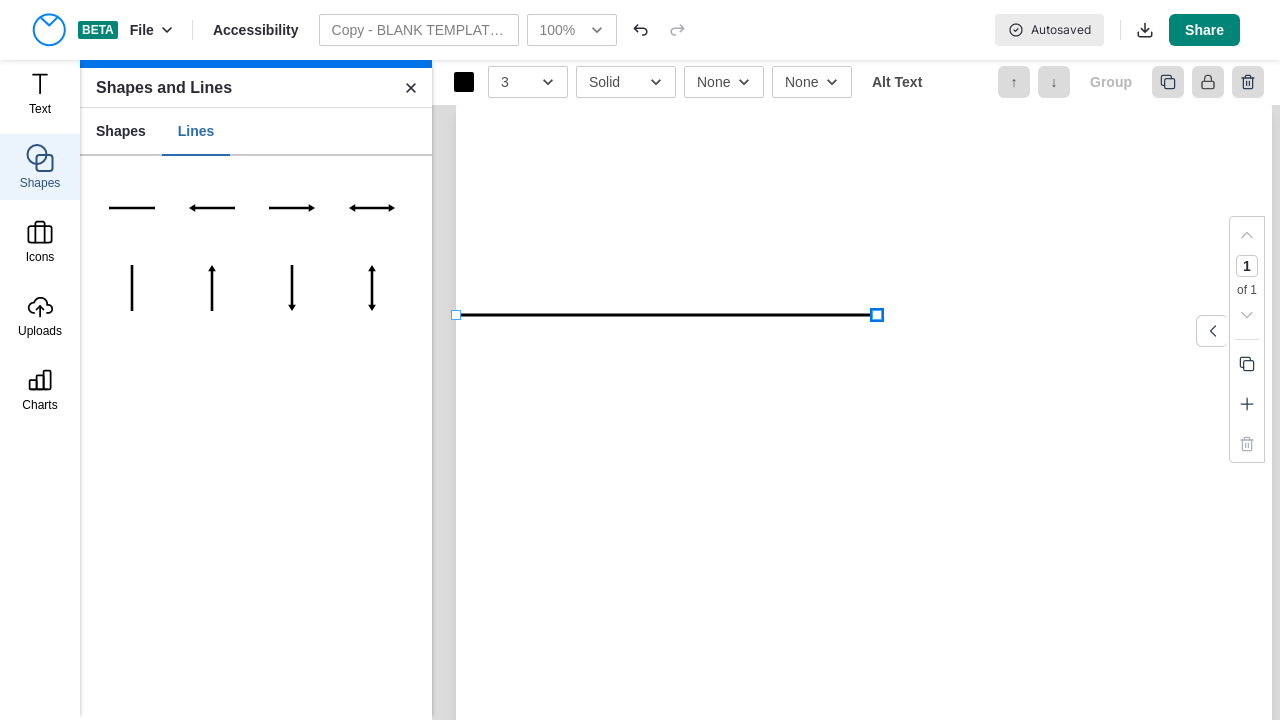 BETA
File
Accessibility
Copy - BLANK TEMPLAT…
100%
Autosaved
Share
Text
Shapes
Icons
Uploads
Charts
Shapes and Lines
Shapes
Lines
3
Solid
None
None
Alt Text
Group
1
of 1